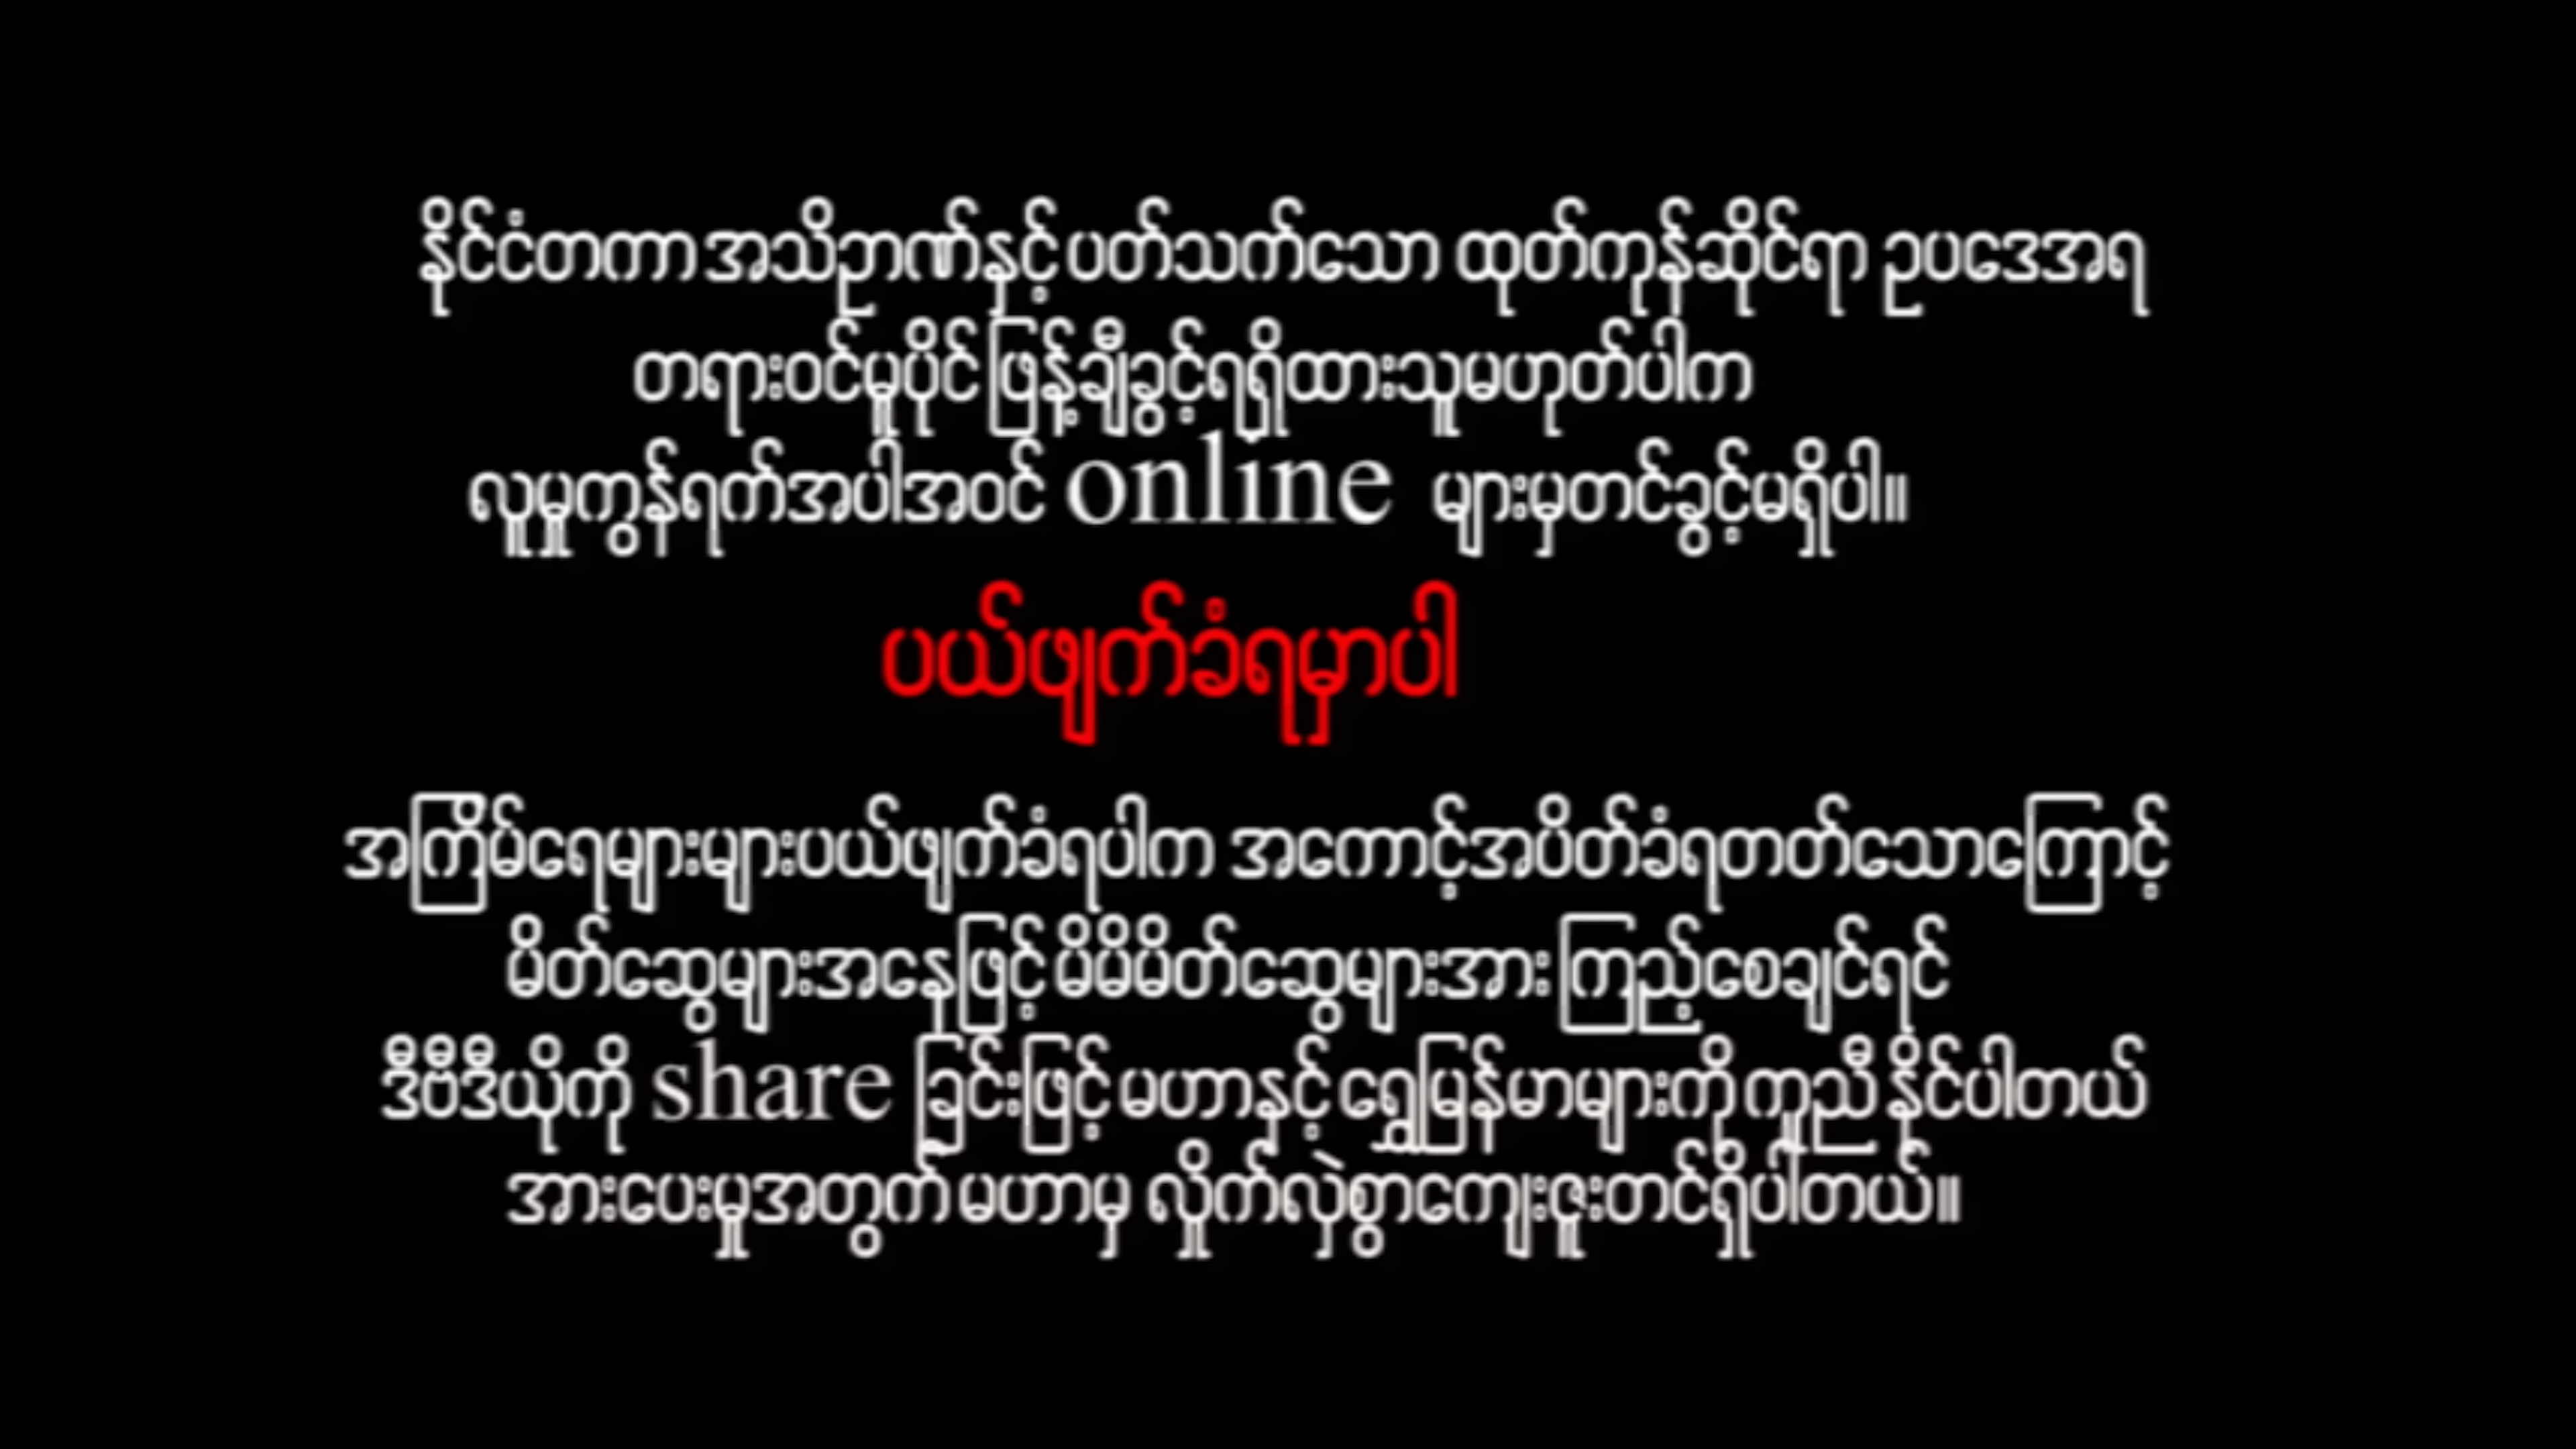 နိုင်ငံတကာအသိဉာဏ်နှင့်ပတ်သက်သော ထုတ်ကုန်ဆိုင်ရာ ဥပဒေအရ
တရားဝင်မူပိုင်ဖြန့်ချီခွင့်ရရှိထားသူမဟုတ်ပါက
လူမှုကွန်ရက်အပါအဝင် online များမှတင်ခွင့်မရှိပါ။
ပယ်ဖျက်ခံရမှာပါ
အကြိမ်ရေများများပယ်ဖျက်ခံရပါက အကောင့်အပိတ်ခံရတတ်သောကြောင့်
မိတ်ဆွေများအနေဖြင့်မိမိမိတ်ဆွေများအားကြည့်စေချင်ရင်
ဒီဗီဒီယိုကို share ခြင်းဖြင့်မဟာနှင့်ရွှေမြန်မာများကိုကူညီနိုင်ပါတယ်
အားပေးမှုအတွက်မဟာမှ လှိုက်လှဲစွာကျေးဇူးတင်ရှိပါတယ်။